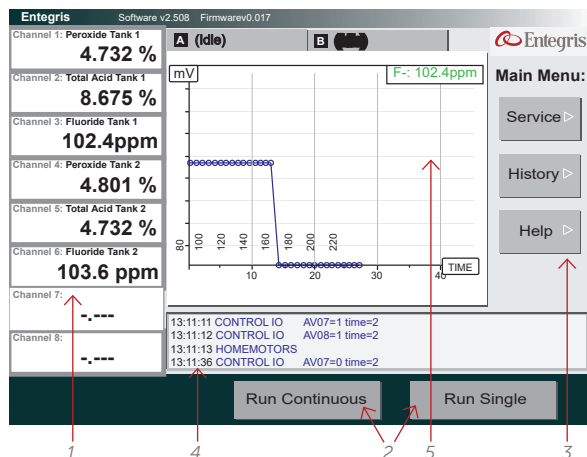 Entegris Software v2.508 Firmwarev0.017
Channel 1: Peroxide Tank 1
4.732 %
Channel 2: Total Acid Tank 1
8.675 %
Channel 3: Fluoride Tank 1
102.4ppm
Channel 4: Peroxide Tank 2
4.801 %
Channel 5: Total Acid Tank 2
4.732 %
Channel 6: Fluoride Tank 2
103.6 ppm
Channel 7:
-.---
Channel 8:
-.---
A (Idle) B
mV
F-: 102.4ppm
80 100 120 140 160 180 200 220
10 20 30 40
TIME
13:11:11 CONTROL IO AV07=1 time=2
13:11:12 CONTROL IO AV08=1 time=2
13:11:13 HOMEMOTORS
13:11:36 CONTROL IO AV07=0 time=2
Entegris
Main Menu:
Service
History
Help
Run Continuous Run Single
1 4 2 5 3